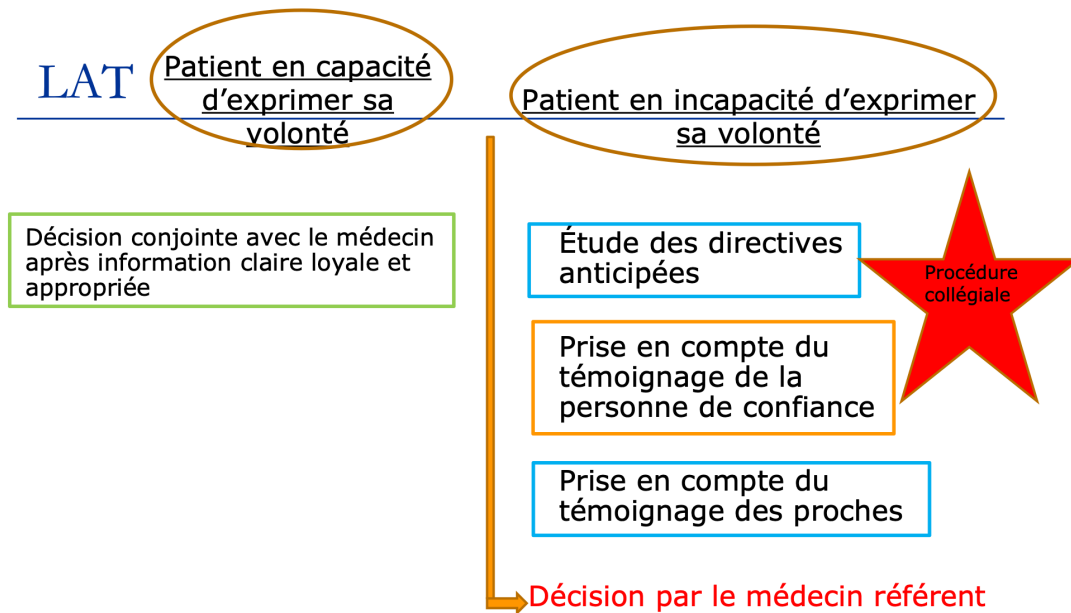 LAT
Patient en capacité
d’exprimer sa
volonté
Patient en incapacité d’exprimer
sa volonté
Décision conjointe avec le médecin
après information claire loyale et
appropriée
Étude des directives
anticipées
Procédure
collégiale
Prise en compte du
témoignage de la
personne de confiance
Prise en compte du
témoignage des proches
Décision par le médecin référent